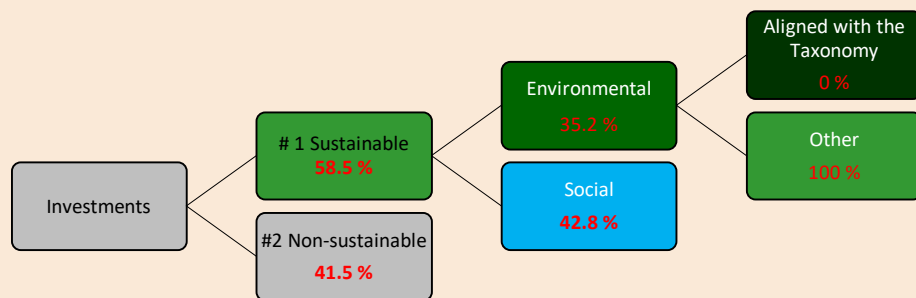 Investments
# 1 Sustainable
58.5 %
#2 Non-sustainable
41.5 %
Environmental
35.2 %
Social
42.8 %
Aligned with the
Taxonomy
0 %
Other
100 %